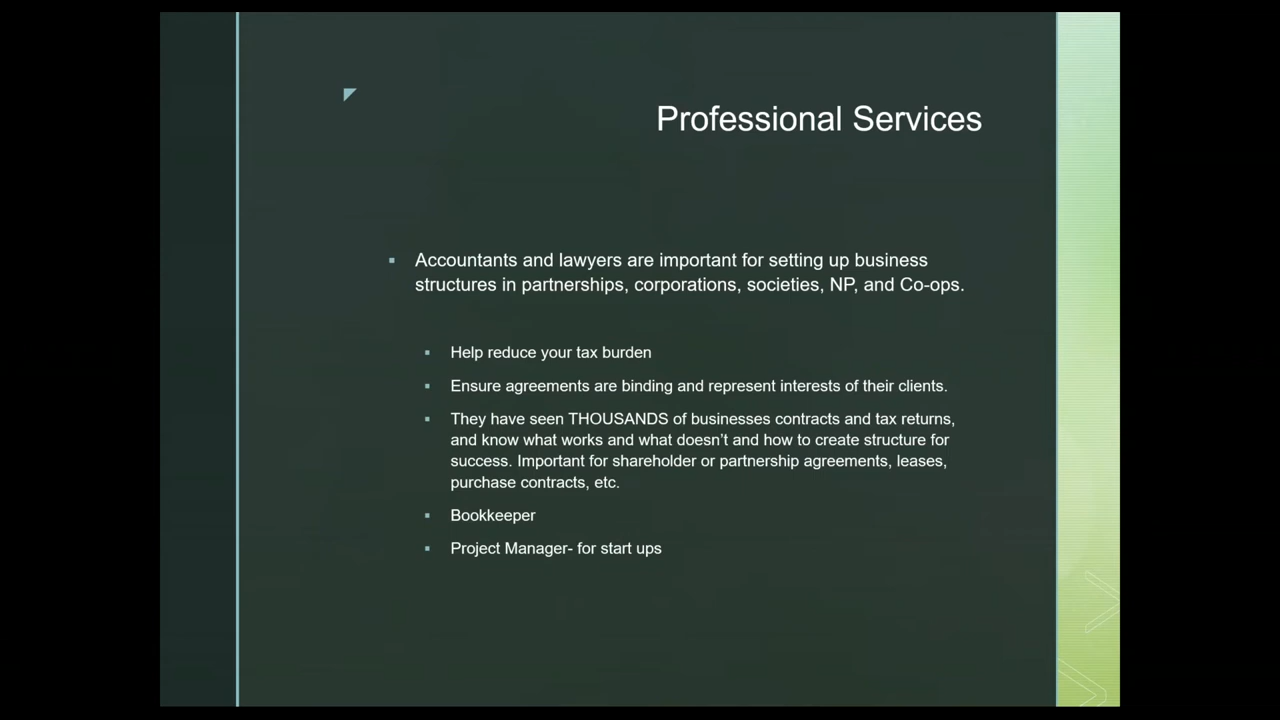 Professional Services
▪ Accountants and lawyers are important for setting up business
structures in partnerships, corporations, societies, NP, and Co-ops.
▪ Help reduce your tax burden
▪ Ensure agreements are binding and represent interests of their clients.
▪ They have seen THOUSANDS of businesses contracts and tax returns,
and know what works and what doesn’t and how to create structure for
success. Important for shareholder or partnership agreements, leases,
purchase contracts, etc.
▪ Bookkeeper
▪ Project Manager- for start ups